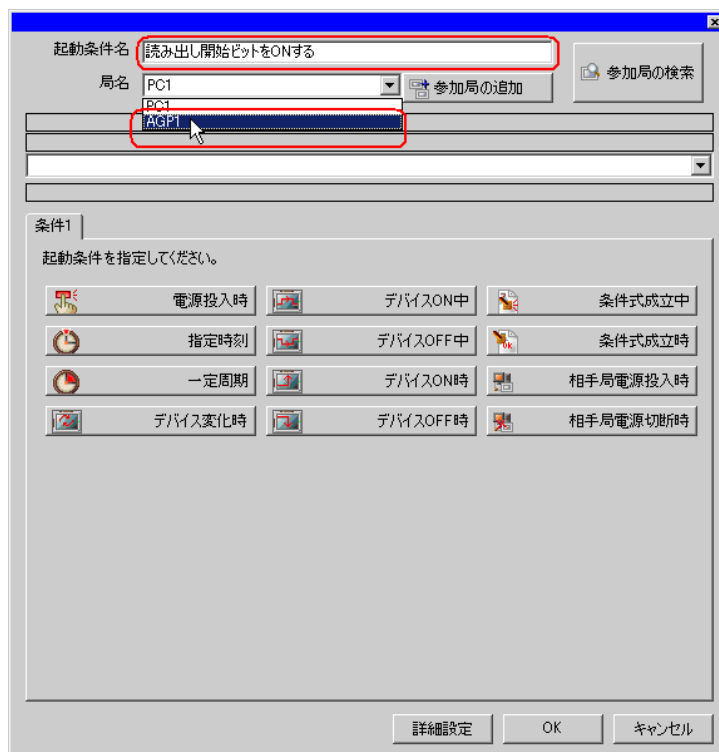 起動条件名 読み出し開始ビットをONする
参加局の検索
局名 PC1 参加局の追加
PC1
AGP1
条件1
起動条件を指定してください。
電源投入時 デバイスON中 条件式成立中
指定時刻 デバイスOFF中 条件式成立時
一定周期 デバイスON時 相手局電源投入時
デバイス変化時 デバイスOFF時 相手局電源切断時
詳細設定 OK キャンセル